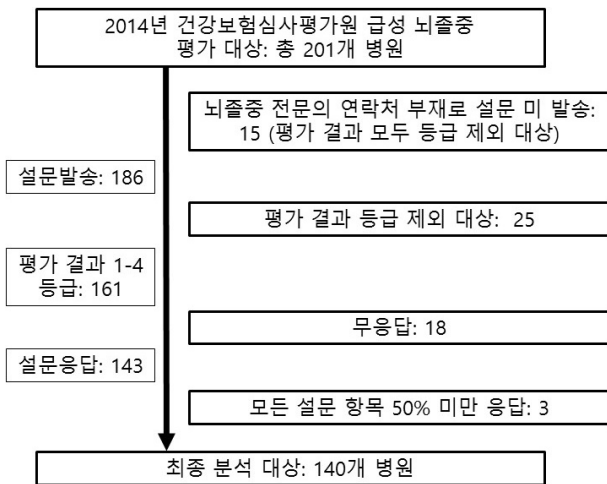 2014년 건강보험심사평가원 급성 뇌졸중
평가 대상: 총 201개 병원
뇌졸중 전문의 연락처 부재로 설문 미 발송:
15 (평가 결과 모두 등급 제외 대상)
설문발송: 186
평가 결과 등급 제외 대상: 25
평가 결과 1-4
등급: 161
무응답: 18
설문응답: 143
모든 설문 항목 50% 미만 응답: 3
최종 분석 대상: 140개 병원